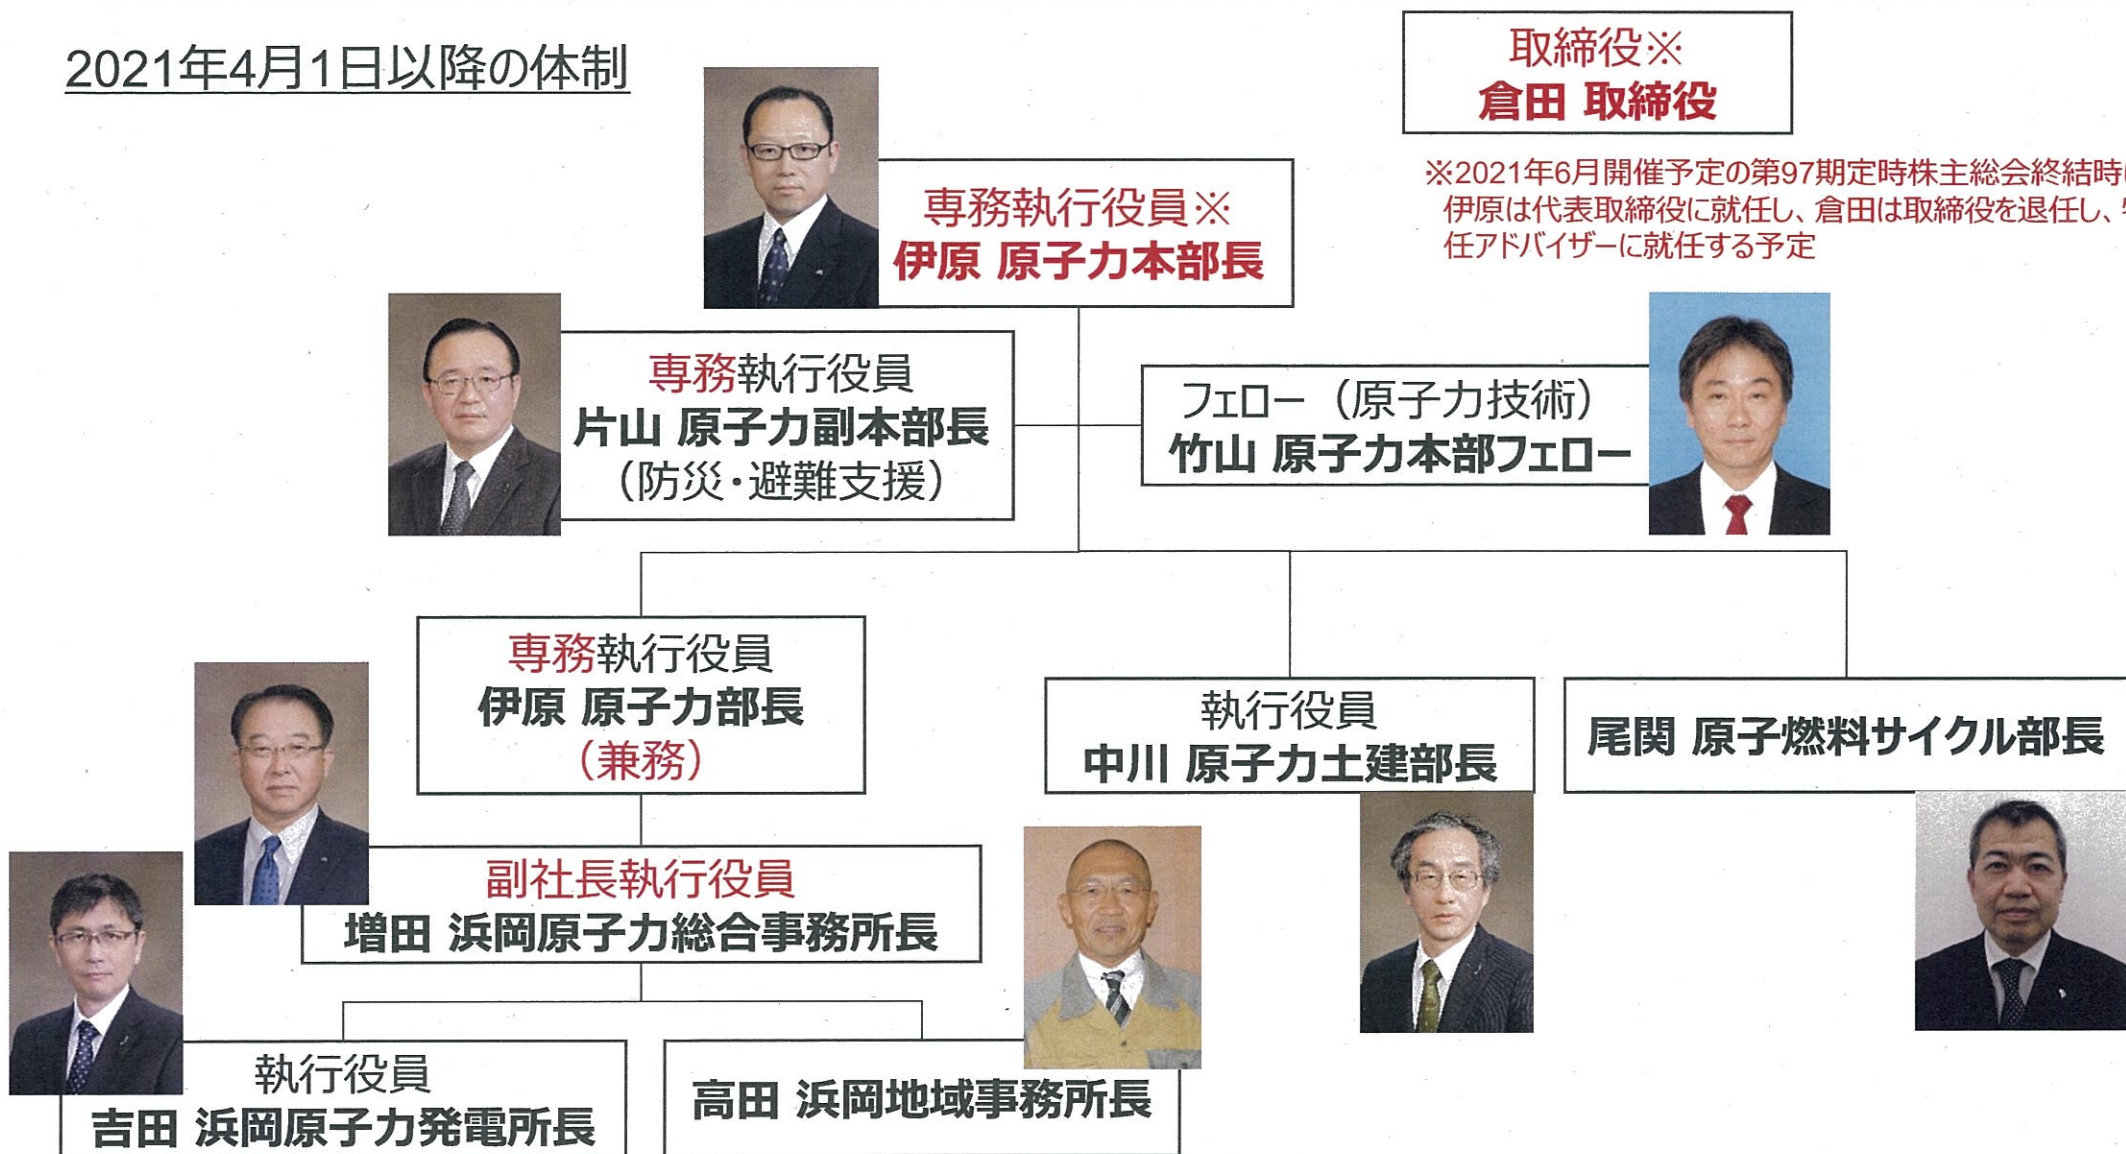 2021年4月1日以降の体制
取締役※
倉田 取締役
※2021年6月開催予定の第97期定時株主総会終結時
伊原は代表取締役に就任し、倉田は取締役を退任し、
任アドバイザーに就任する予定
専務執行役員※
伊原 原子力本部長
専務執行役員
片山 原子力副本部長
（防災・避難支援）
フェロー（原子力技術）
竹山 原子力本部フェロー
専務執行役員
伊原 原子力部長
（兼務）
執行役員
中川 原子力土建部長
尾関 原子燃料サイクル部長
副社長執行役員
増田 浜岡原子力総合事務所長
執行役員
吉田 浜岡原子力発電所長
高田 浜岡地域事務所長